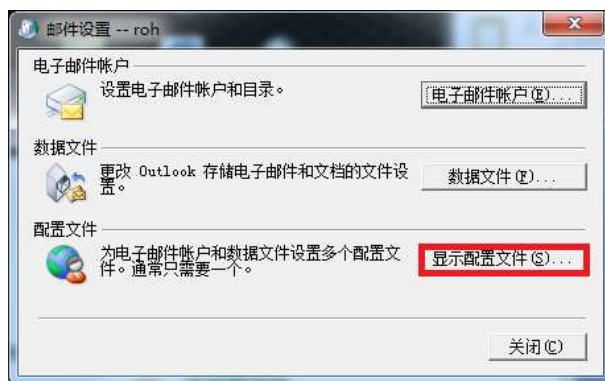 邮件设置 -- roh
电子邮件帐户
设置电子邮件帐户和目录。
电子邮件帐户(E)...
数据文件
更改 Outlook 存储电子邮件和文档的文件设
置。
数据文件(F)...
配置文件
为电子邮件帐户和数据文件设置多个配置文
件。通常只需要一个。
显示配置文件(S)...
关闭(C)